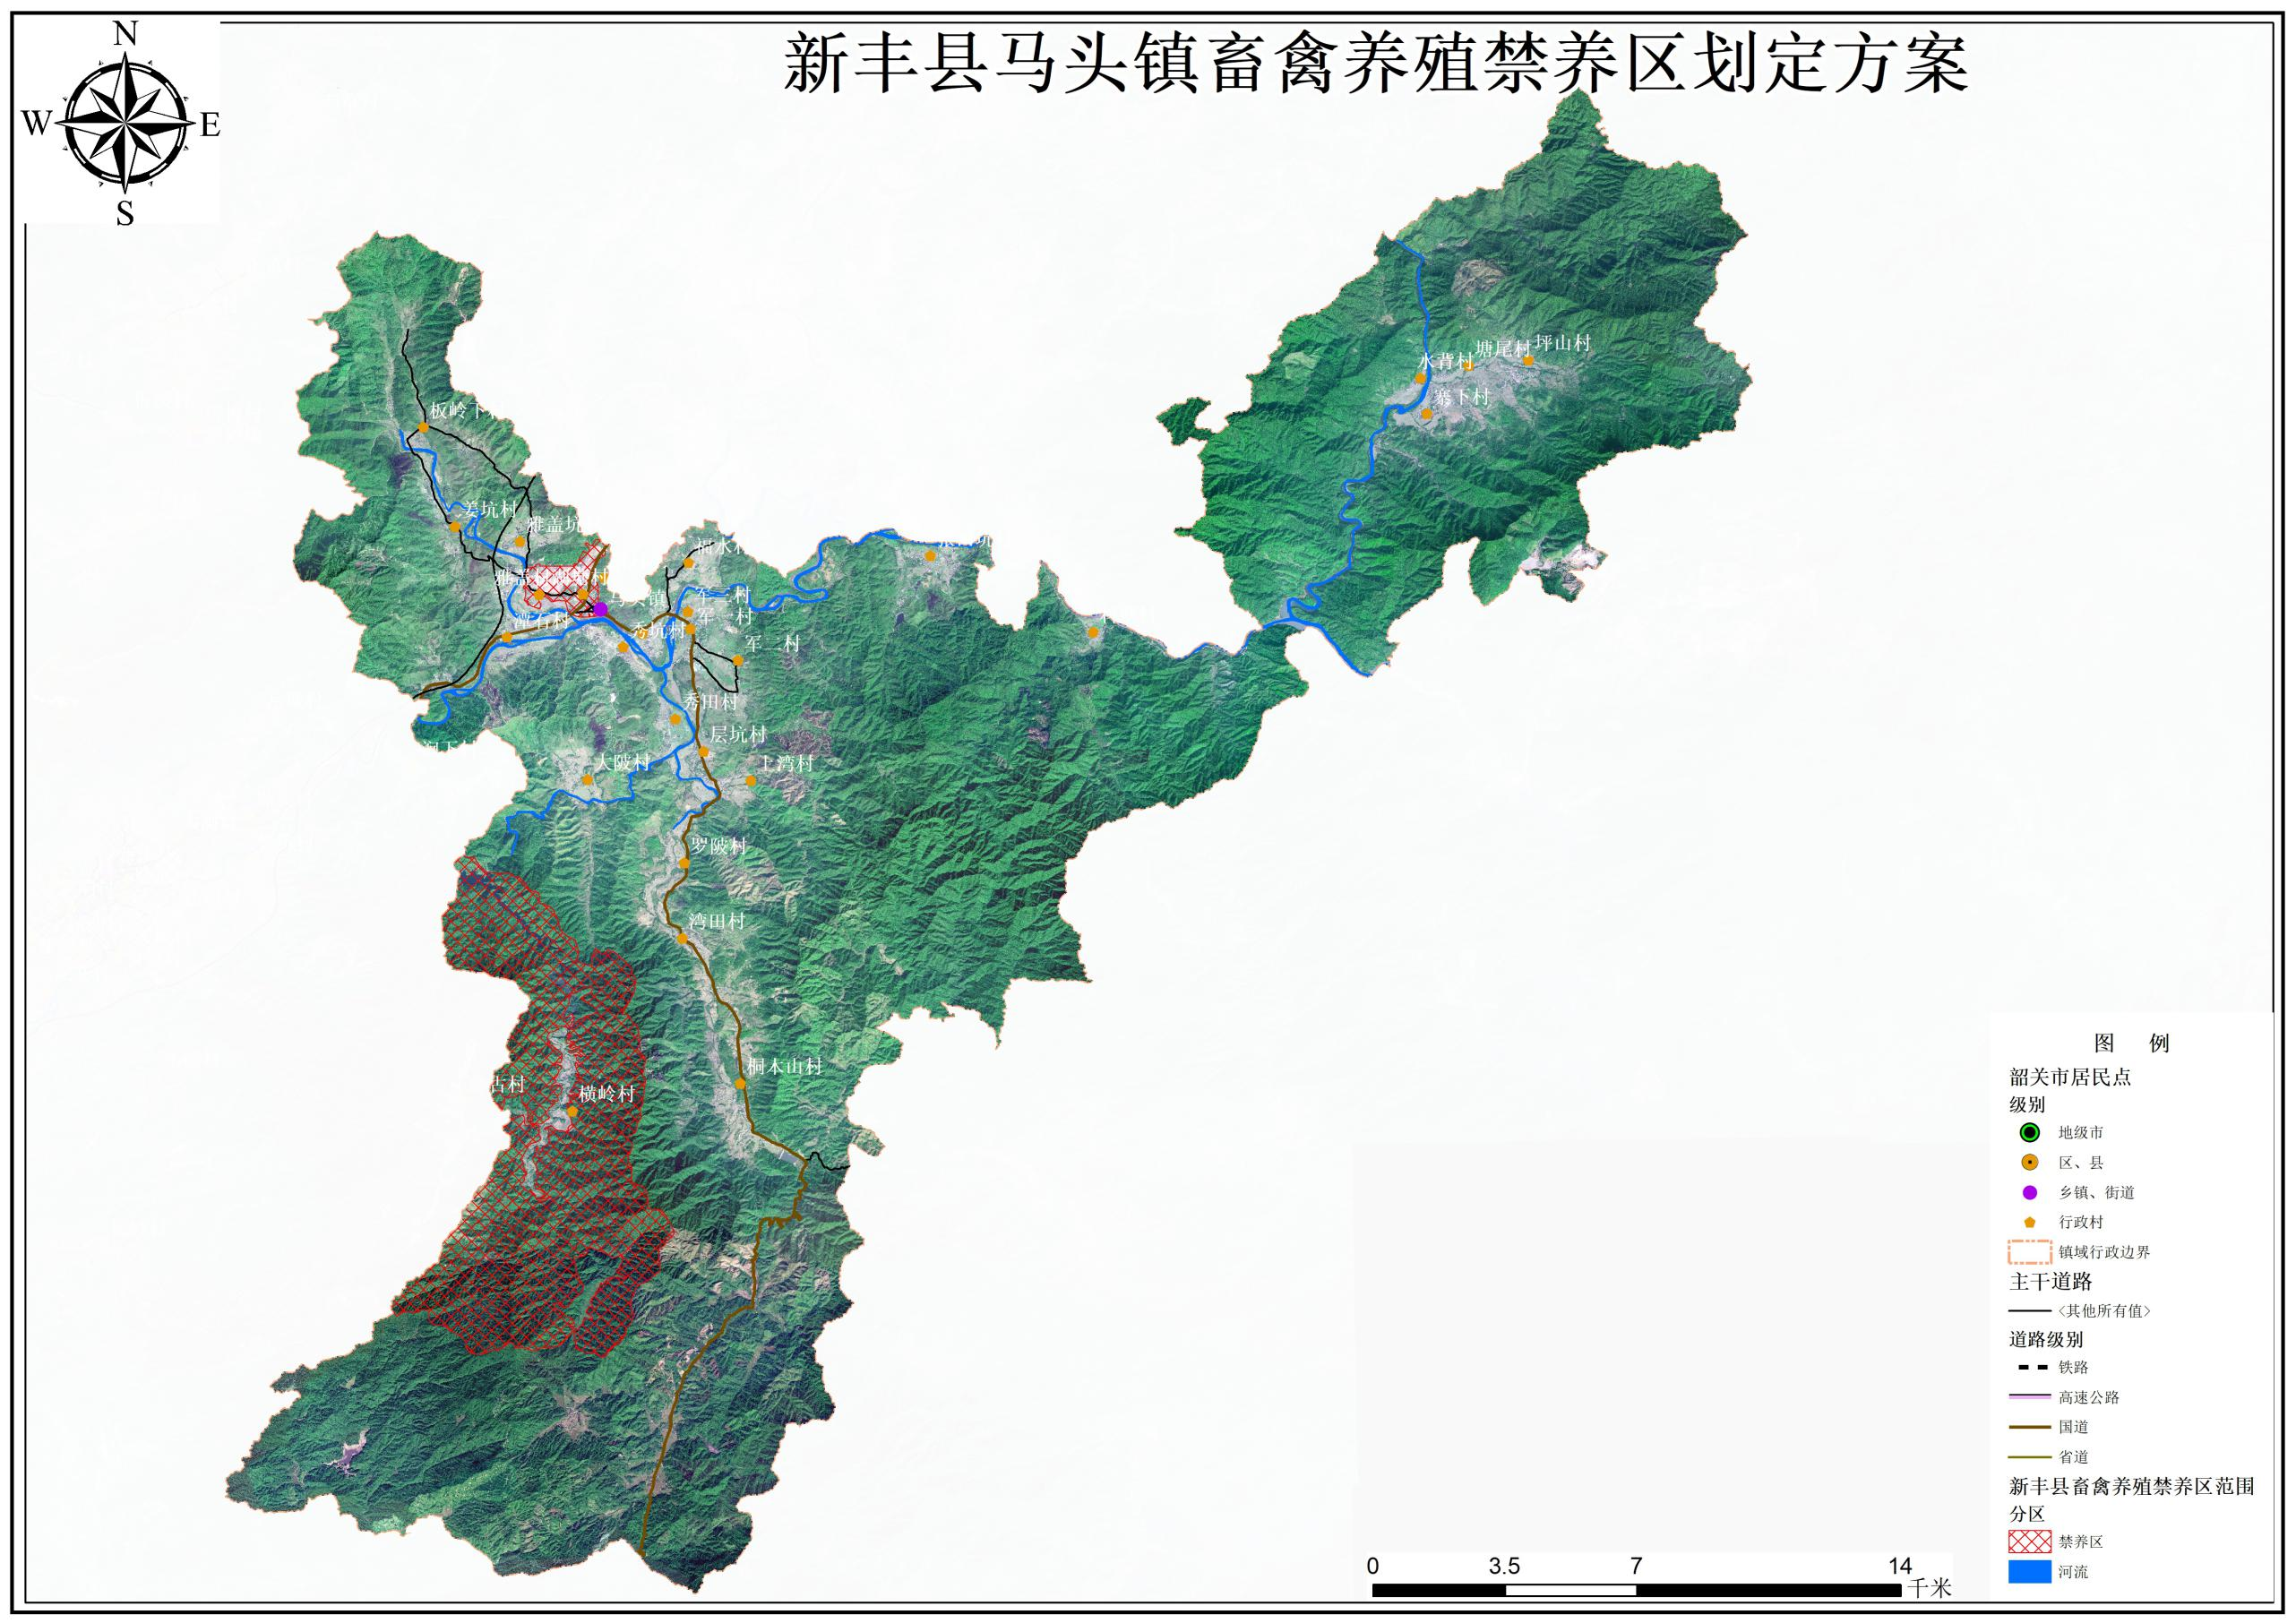 新丰县马头镇畜禽养殖禁养区划定方案
N
W
E
S
坪山村
塘尾村
水背村
寨下村
板岭下
姜坑村
雅盖坑
福水村
潭石村
军二村
秀坑村
秀田村
层坑村
大陂村
上湾村
罗陂村
湾田村
桐木山村
古村
横岭村
图 例
韶关市居民点
级别
地级市
区、县
乡镇、街道
行政村
镇域行政边界
主干道路
<其他所有值>
道路级别
铁路
高速公路
国道
省道
新丰县畜禽养殖禁养区范围
分区
禁养区
河流
0 3.5 7 14
千米